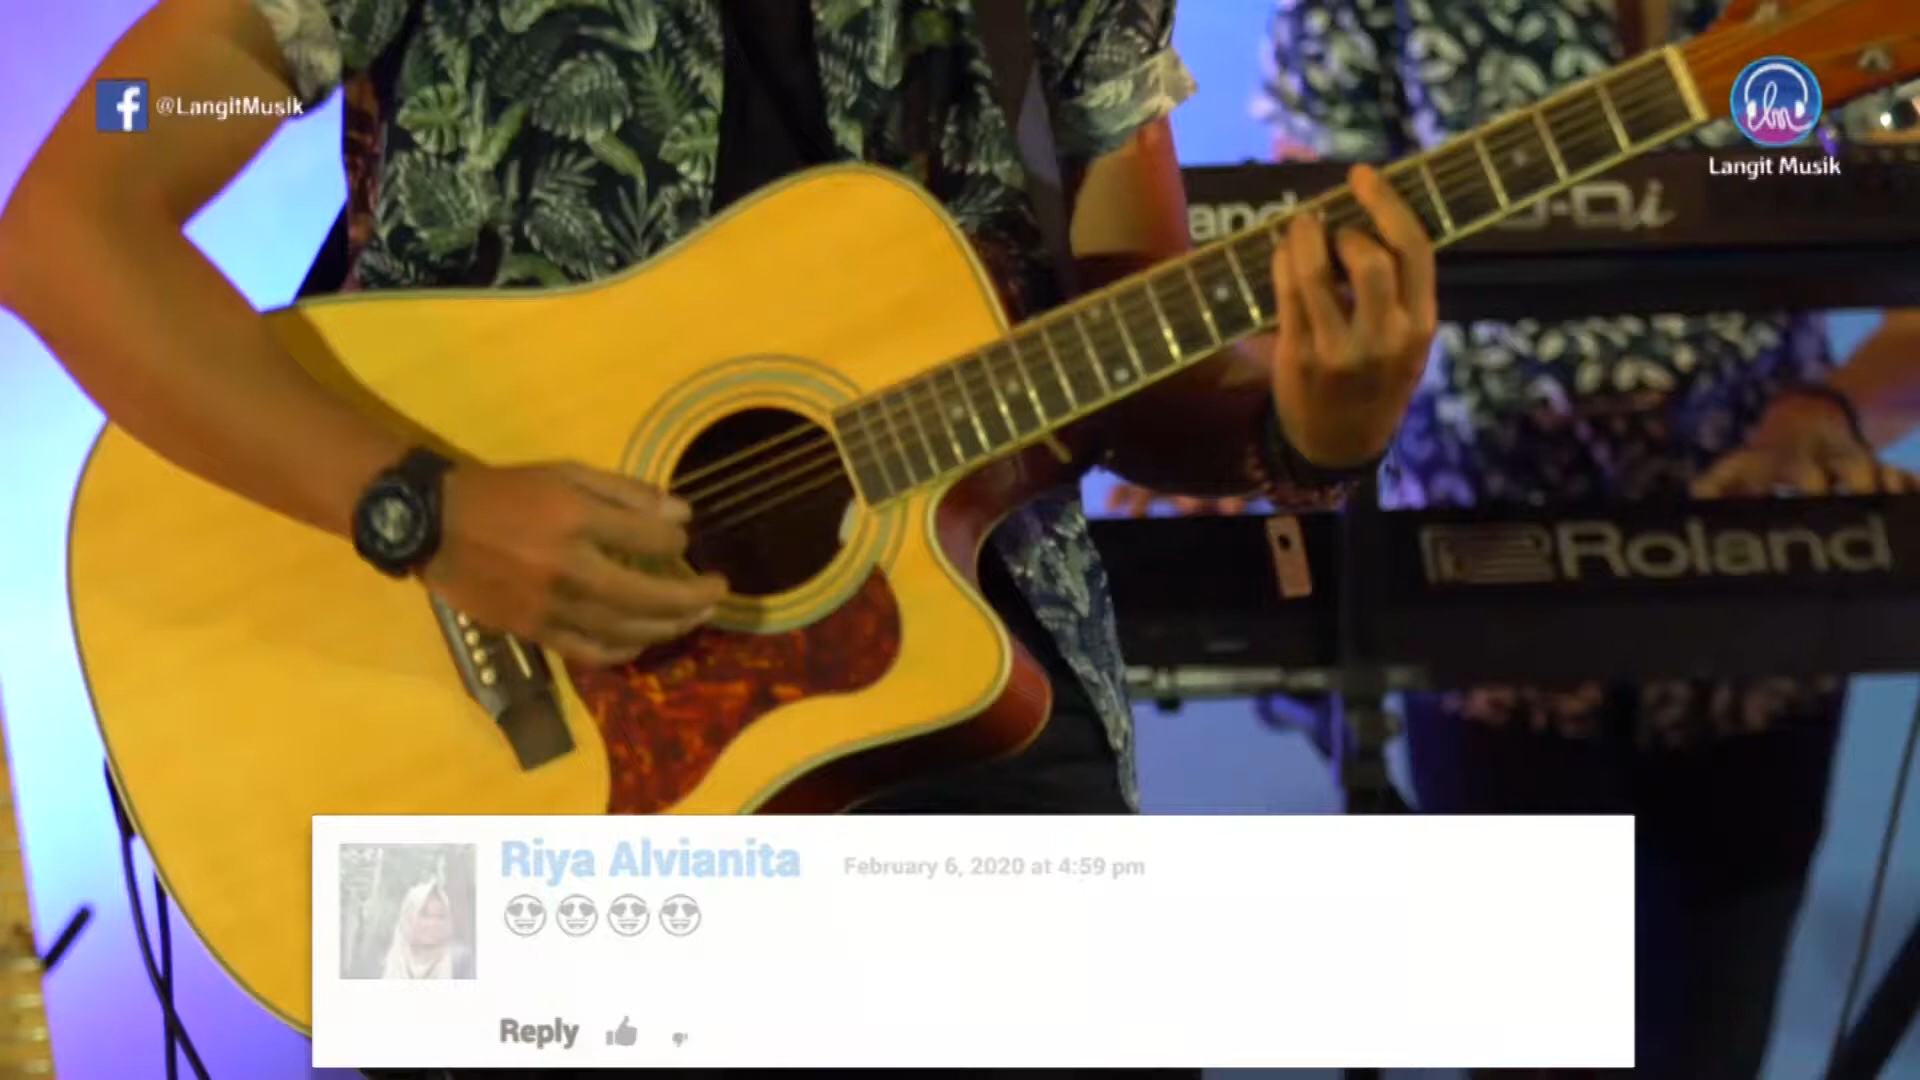 @LangitMusik
Langit Musik
Roland
Riya Alvianita February 6, 2020 at 4:59 pm
😍😍😍😍
Reply